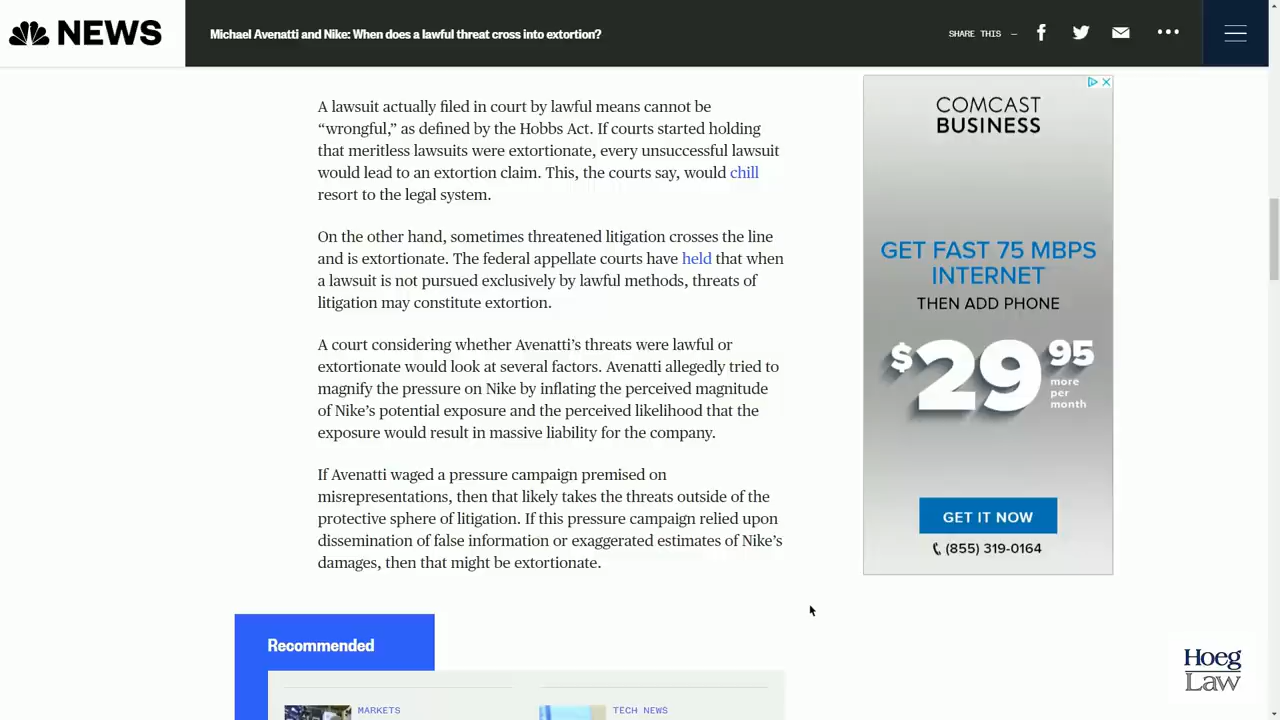 NEWS
Michael Avenatti and Nike: When does a lawful threat cross into extortion?
SHARE THIS —
A lawsuit actually filed in court by lawful means cannot be
“wrongful,” as defined by the Hobbs Act. If courts started holding
that meritless lawsuits were extortionate, every unsuccessful lawsuit
would lead to an extortion claim. This, the courts say, would chill
resort to the legal system.
On the other hand, sometimes threatened litigation crosses the line
and is extortionate. The federal appellate courts have held that when
a lawsuit is not pursued exclusively by lawful methods, threats of
litigation may constitute extortion.
A court considering whether Avenatti’s threats were lawful or
extortionate would look at several factors. Avenatti allegedly tried to
magnify the pressure on Nike by inflating the perceived magnitude
of Nike’s potential exposure and the perceived likelihood that the
exposure would result in massive liability for the company.
If Avenatti waged a pressure campaign premised on
misrepresentations, then that likely takes the threats outside of the
protective sphere of litigation. If this pressure campaign relied upon
dissemination of false information or exaggerated estimates of Nike’s
damages, then that might be extortionate.
Recommended
MARKETS
TECH NEWS
COMCAST
BUSINESS
GET FAST 75 MBPS
INTERNET
THEN ADD PHONE
$29 95
more
per
month
GET IT NOW
(855) 319-0164
Hoeg
Law